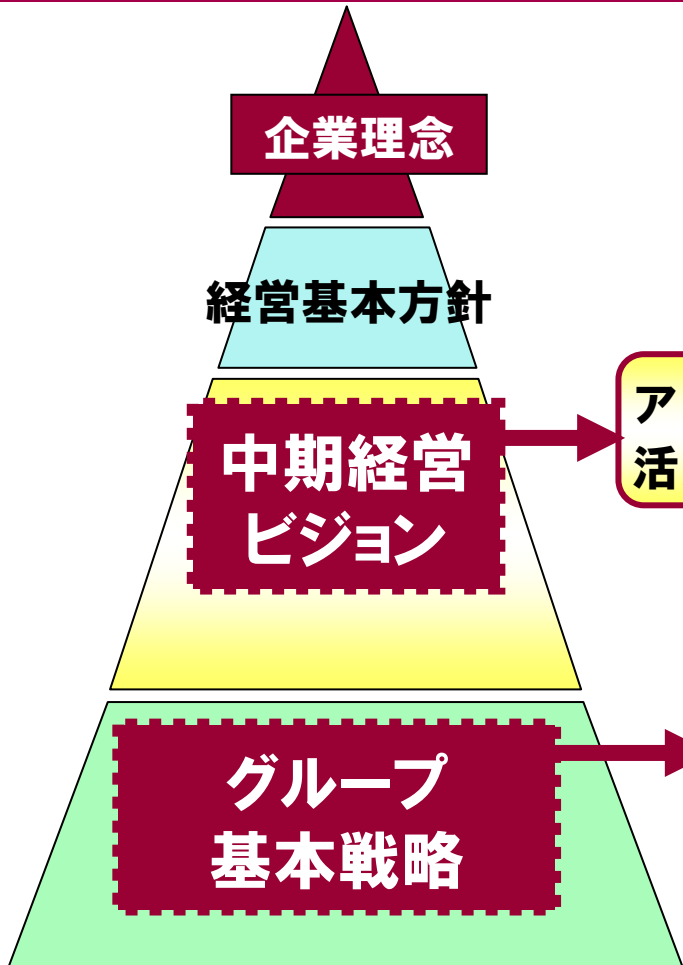 企業理念
経営基本方針
中期経営
ビジョン
ア
活
グループ
基本戦略